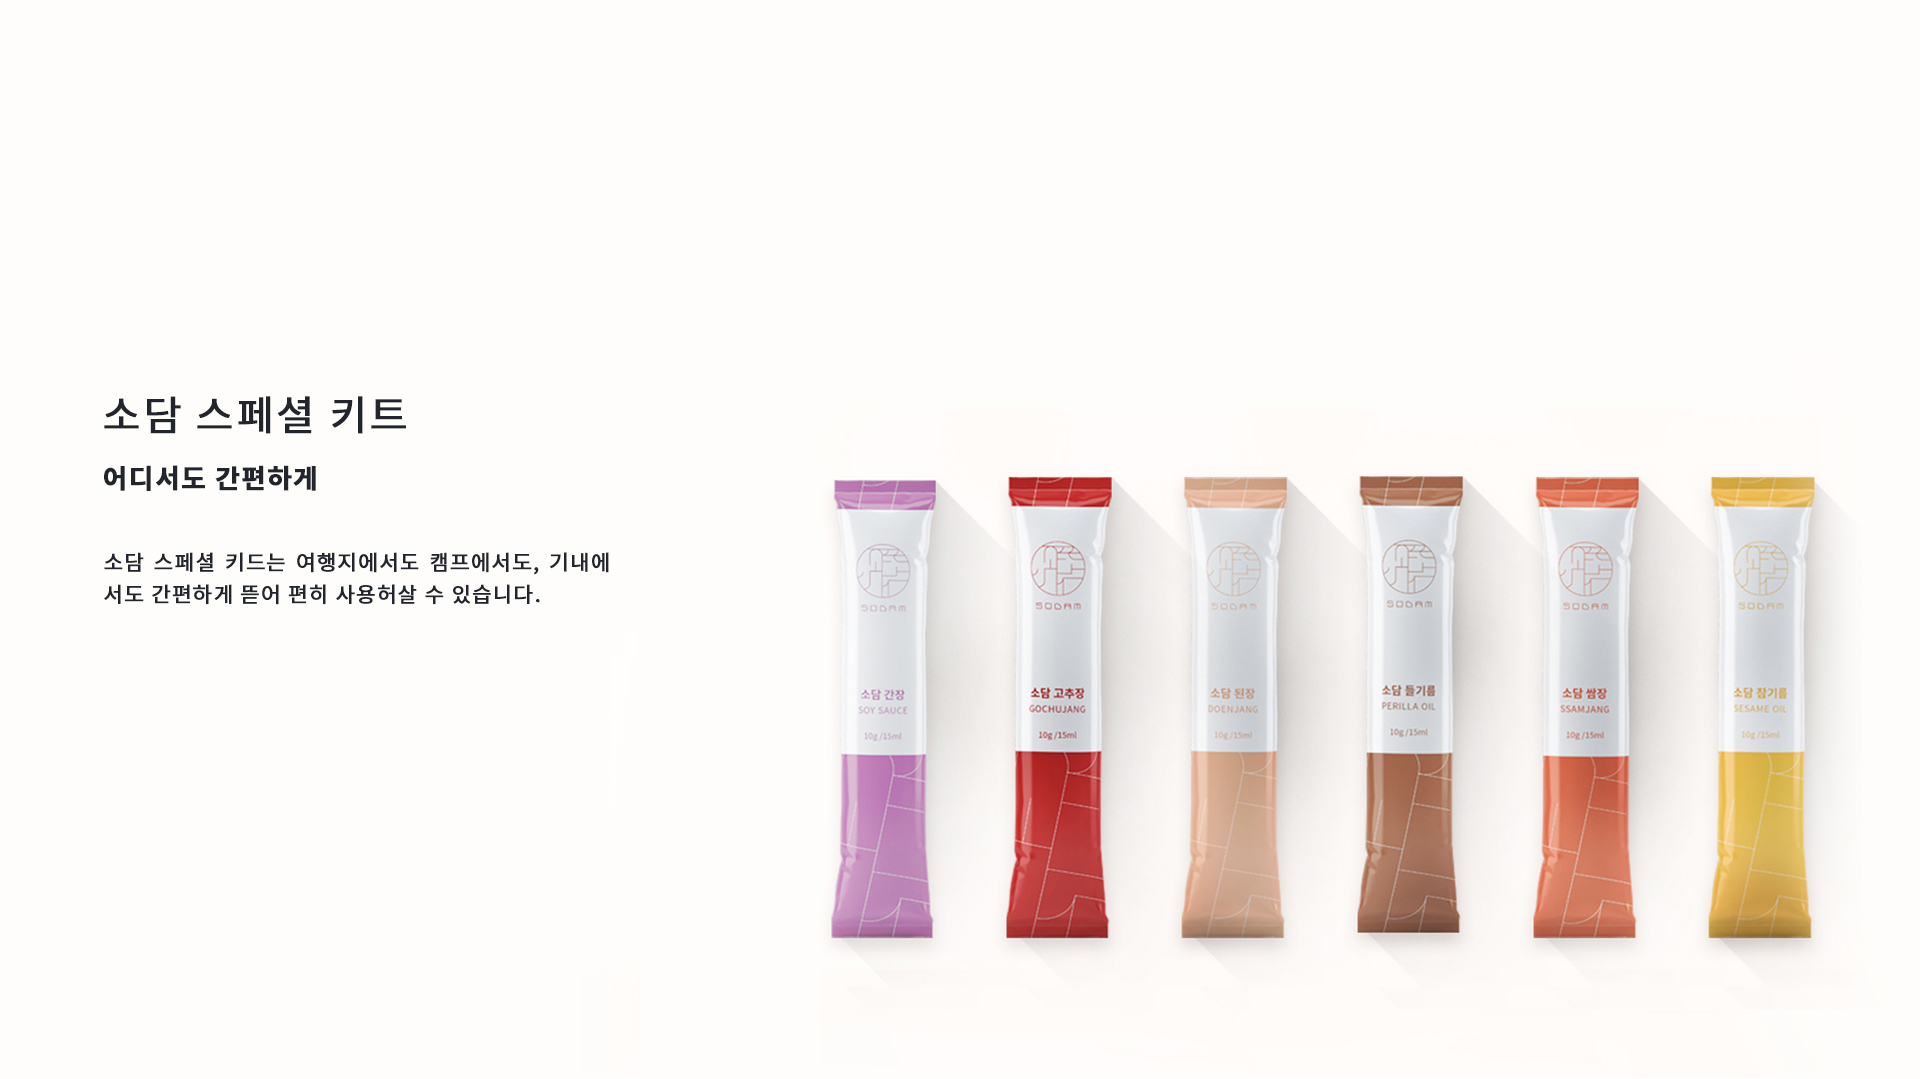 소담 스페셜 키트
어디서도 간편하게
소담 스페셜 키드는 여행지에서도 캠프에서도, 기내에
서도 간편하게 뜯어 편히 사용허살 수 있습니다.
SODAM
소담 간장
SOY SAUCE
10g /15ml
SODAM
소담 고추장
GOCHUJANG
10g /15ml
SODAM
소담 된장
DOENJANG
10g /15ml
SODAM
소담 들기름
PERILLA OIL
10g /15ml
SODAM
소담 쌈장
SSAMJANG
10g /15ml
SODAM
소담 참기름
SESAME OIL
10g /15ml